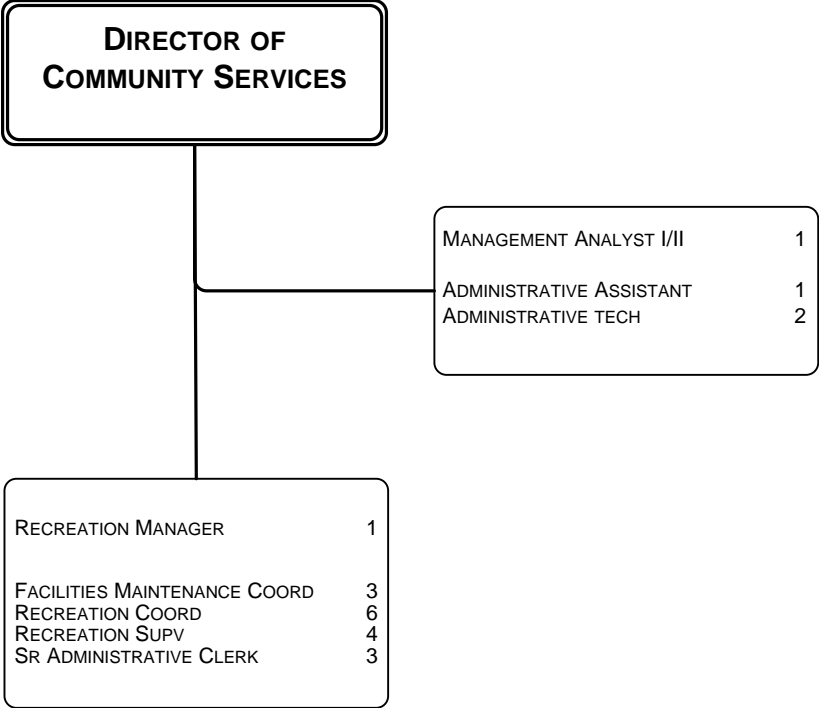 DIRECTOR OF
COMMUNITY SERVICES
MANAGEMENT ANALYST I/II 1
ADMINISTRATIVE ASSISTANT 1
ADMINISTRATIVE TECH 2
RECREATION MANAGER 1
FACILITIES MAINTENANCE COORD 3
RECREATION COORD 6
RECREATION SUPV 4
SR ADMINISTRATIVE CLERK 3